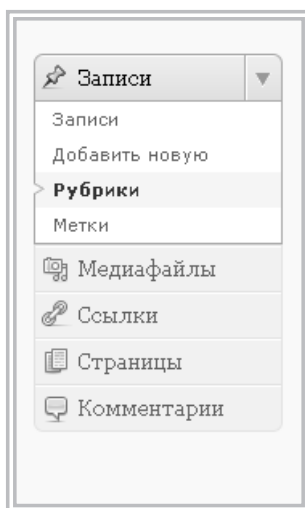 Записи
Записи
Добавить новую
Рубрики
Метки
Медиафайлы
Ссылки
Страницы
Комментарии